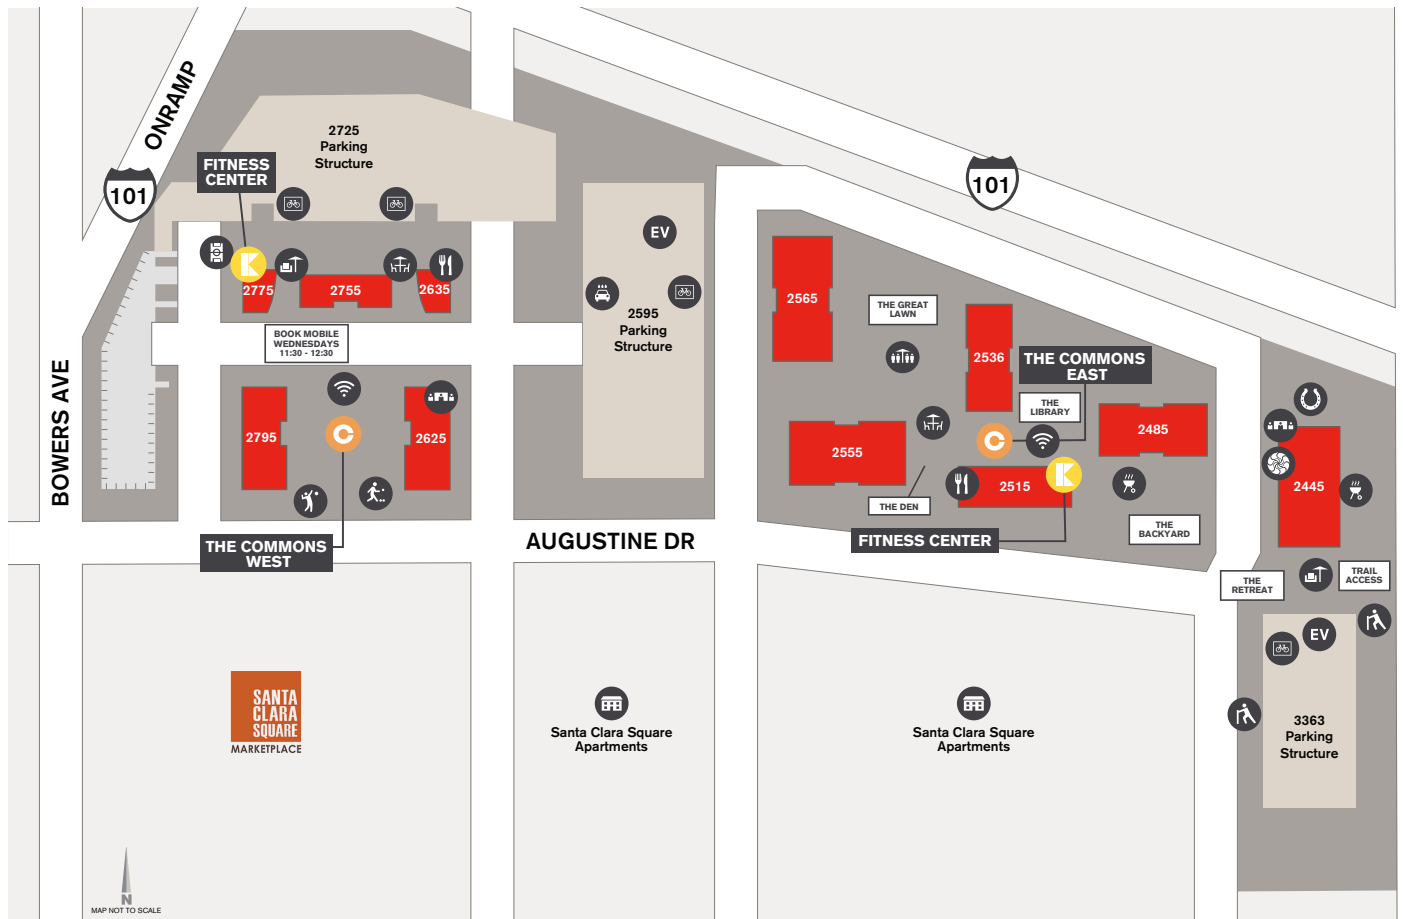 ONRAMP
2725
Parking
Structure
FITNESS
CENTER
101
101
EV
2775
2755
2635
BOOK MOBILE
WEDNESDAYS
11:30 - 12:30
2595
Parking
Structure
2565
THE GREAT
LAWN
2536
THE COMMONS
EAST
THE
LIBRARY
BOWERS AVE
2795
2625
2555
2485
2515
2445
THE DEN
THE
BACKYARD
FITNESS CENTER
THE COMMONS
WEST
AUGUSTINE DR
THE
RETREAT
TRAIL
ACCESS
EV
3363
Parking
Structure
SANTA
CLARA
SQUARE
MARKETPLACE
Santa Clara Square
Apartments
Santa Clara Square
Apartments
N
MAP NOT TO SCALE